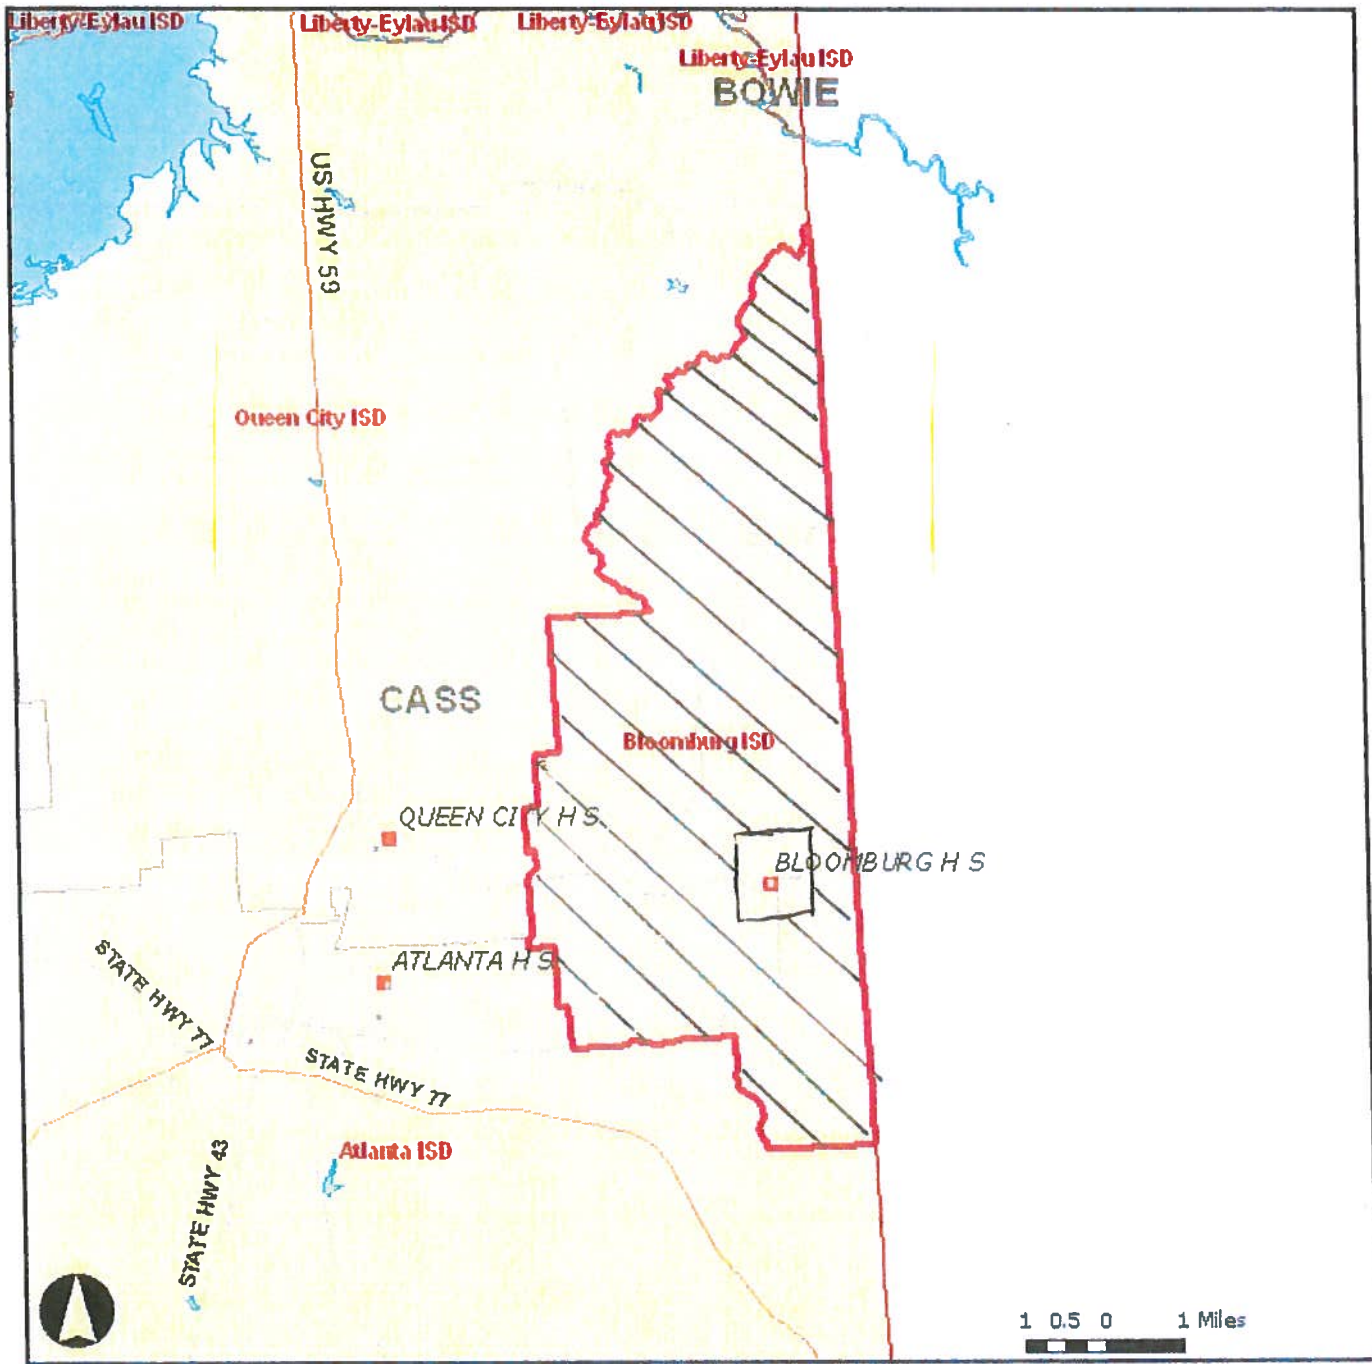 Liberty-Eylau ISD
Liberty-Eylau ISD
Liberty-Eylau ISD
Liberty-Eylau ISD
BOWIE
US HWY 59
Queen City ISD
CASS
Bloomburg ISD
QUEEN CITY H S
BLOOMBURG H S
ATLANTA H S
STATE HWY 77
STATE HWY 77
Atlanta ISD
STATE HWY 43
1 0.5 0 1 Miles